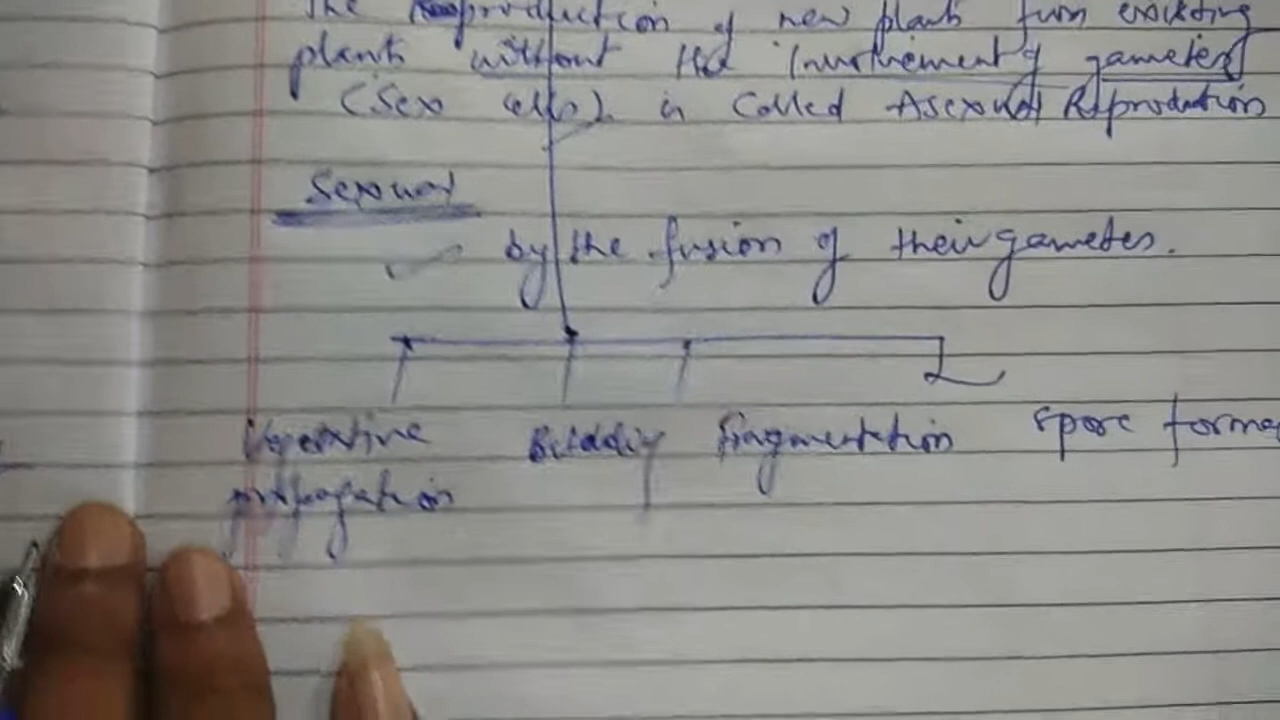 The Reproduction of new plant from existing
plants without the involvement of gametes
(Sex cells) is called Asexual Reproduction
Sexual
by the fusion of their gametes.
Vegetative Budding fragmentation spore forma
propagation